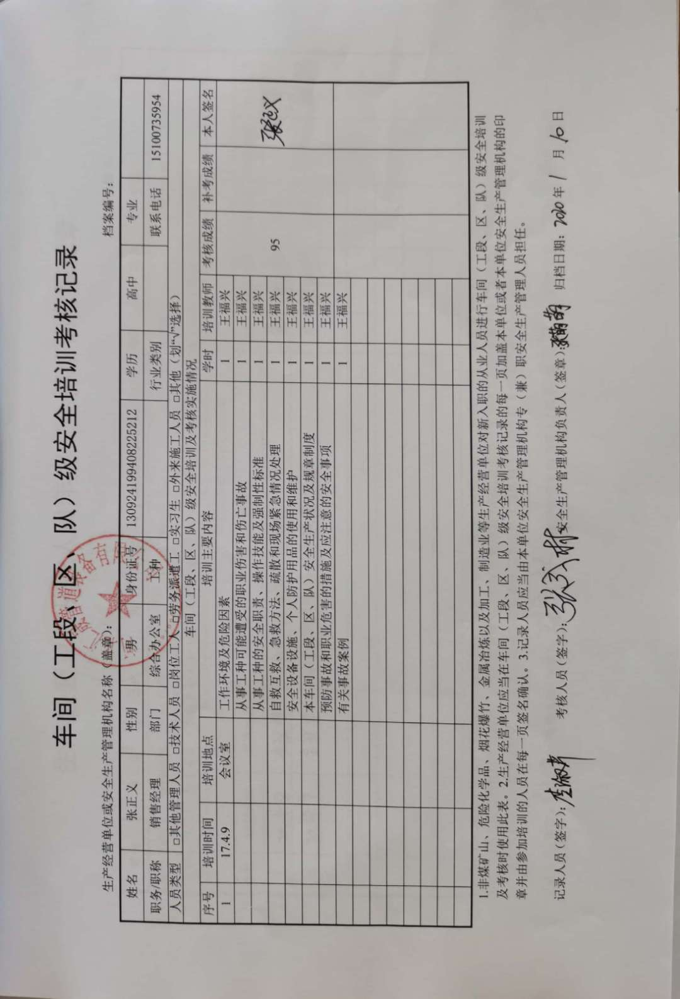 车间（工段、区、队）级安全培训考核记录
档案编号：
生产经营单位或安全生产管理机构名称（盖章）：
管道设备有限
姓名 张正义 性别 男 身份证号 130924199408225212 学历 高中 专业
职务/职称 销售经理 部门 综合办公室 工种 行业类别 联系电话 15100735954
人员类型 □其他管理人员 □技术人员 □岗位工人 □劳务派遣工 □实习生 □外来施工人员 □其他（划“√”选择）
车间（工段、区、队）级安全培训及考核实施情况
序号 培训时间 培训地点 培训主要内容 学时 培训教师 考核成绩 补考成绩 本人签名
1 17.4.9 会议室 工作环境及危险因素 1 王福兴
从事工种可能遭受的职业伤害和伤亡事故 1 王福兴
从事工种的安全职责、操作技能及强制性标准 1 王福兴
自救互救、急救方法、疏散和现场紧急情况处理 1 王福兴 95 张正义
安全设备设施、个人防护用品的使用和维护 1 王福兴
本车间（工段、区、队）安全生产状况及规章制度 1 王福兴
预防事故和职业危害的措施及应注意的安全事项 1 王福兴
有关事故案例 1 王福兴
1.非煤矿山、危险化学品、烟花爆竹、金属冶炼以及加工、制造业等生产经营单位对新入职的从业人员进行车间（工段、区、队）级安全培训
及考核时使用此表。2.生产经营单位应当在车间（工段、区、队）级安全培训考核记录的每一页加盖本单位或者本单位安全生产管理机构的印
章并由参加培训的人员在每一页签名确认。3.记录人员应当由本单位安全生产管理机构专（兼）职安全生产管理人员担任。
记录人员（签字）： 考核人员（签字）： 安全生产管理机构负责人（签章）： 归档日期：2020年1月10日